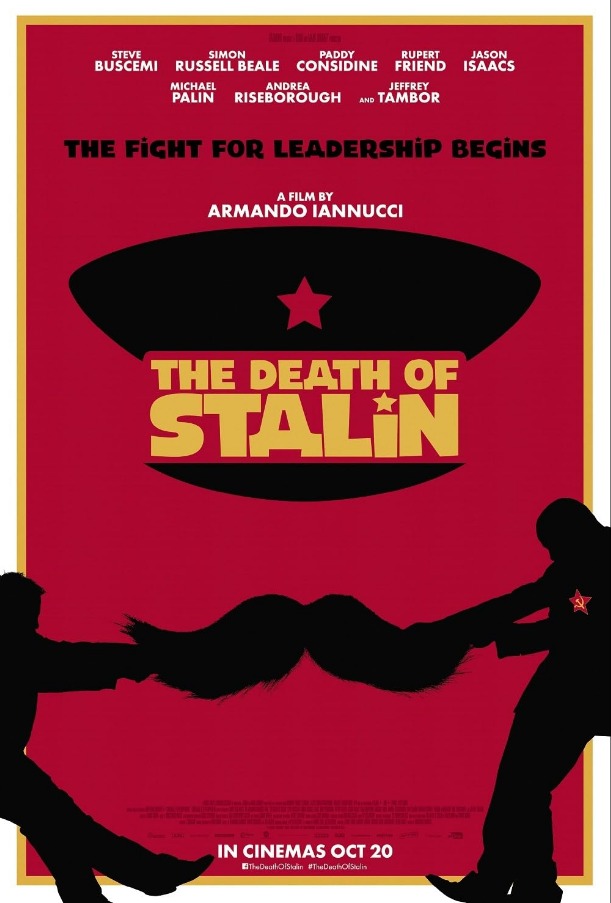 STEVE BUSCEMI
SIMON RUSSELL BEALE
PADDY CONSIDINE
RUPERT FRIEND
JASON ISAACS
MICHAEL PALIN
ANDREA RISEBOROUGH
AND JEFFREY TAMBOR
THE FiGHT FOR LEADERSHiP BEGiNS
A FILM BY
ARMANDO IANNUCCI
THE DEATH OF
STALiN
IN CINEMAS OCT 20
TheDeathOfStalin #TheDeathOfStalin